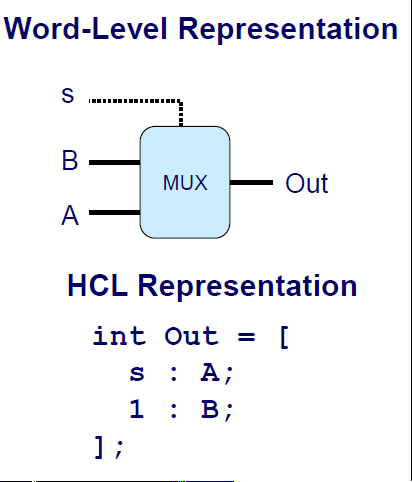 Word-Level Representation
s
B
MUX
Out
A
HCL Representation
int Out = [
s : A;
1 : B;
];